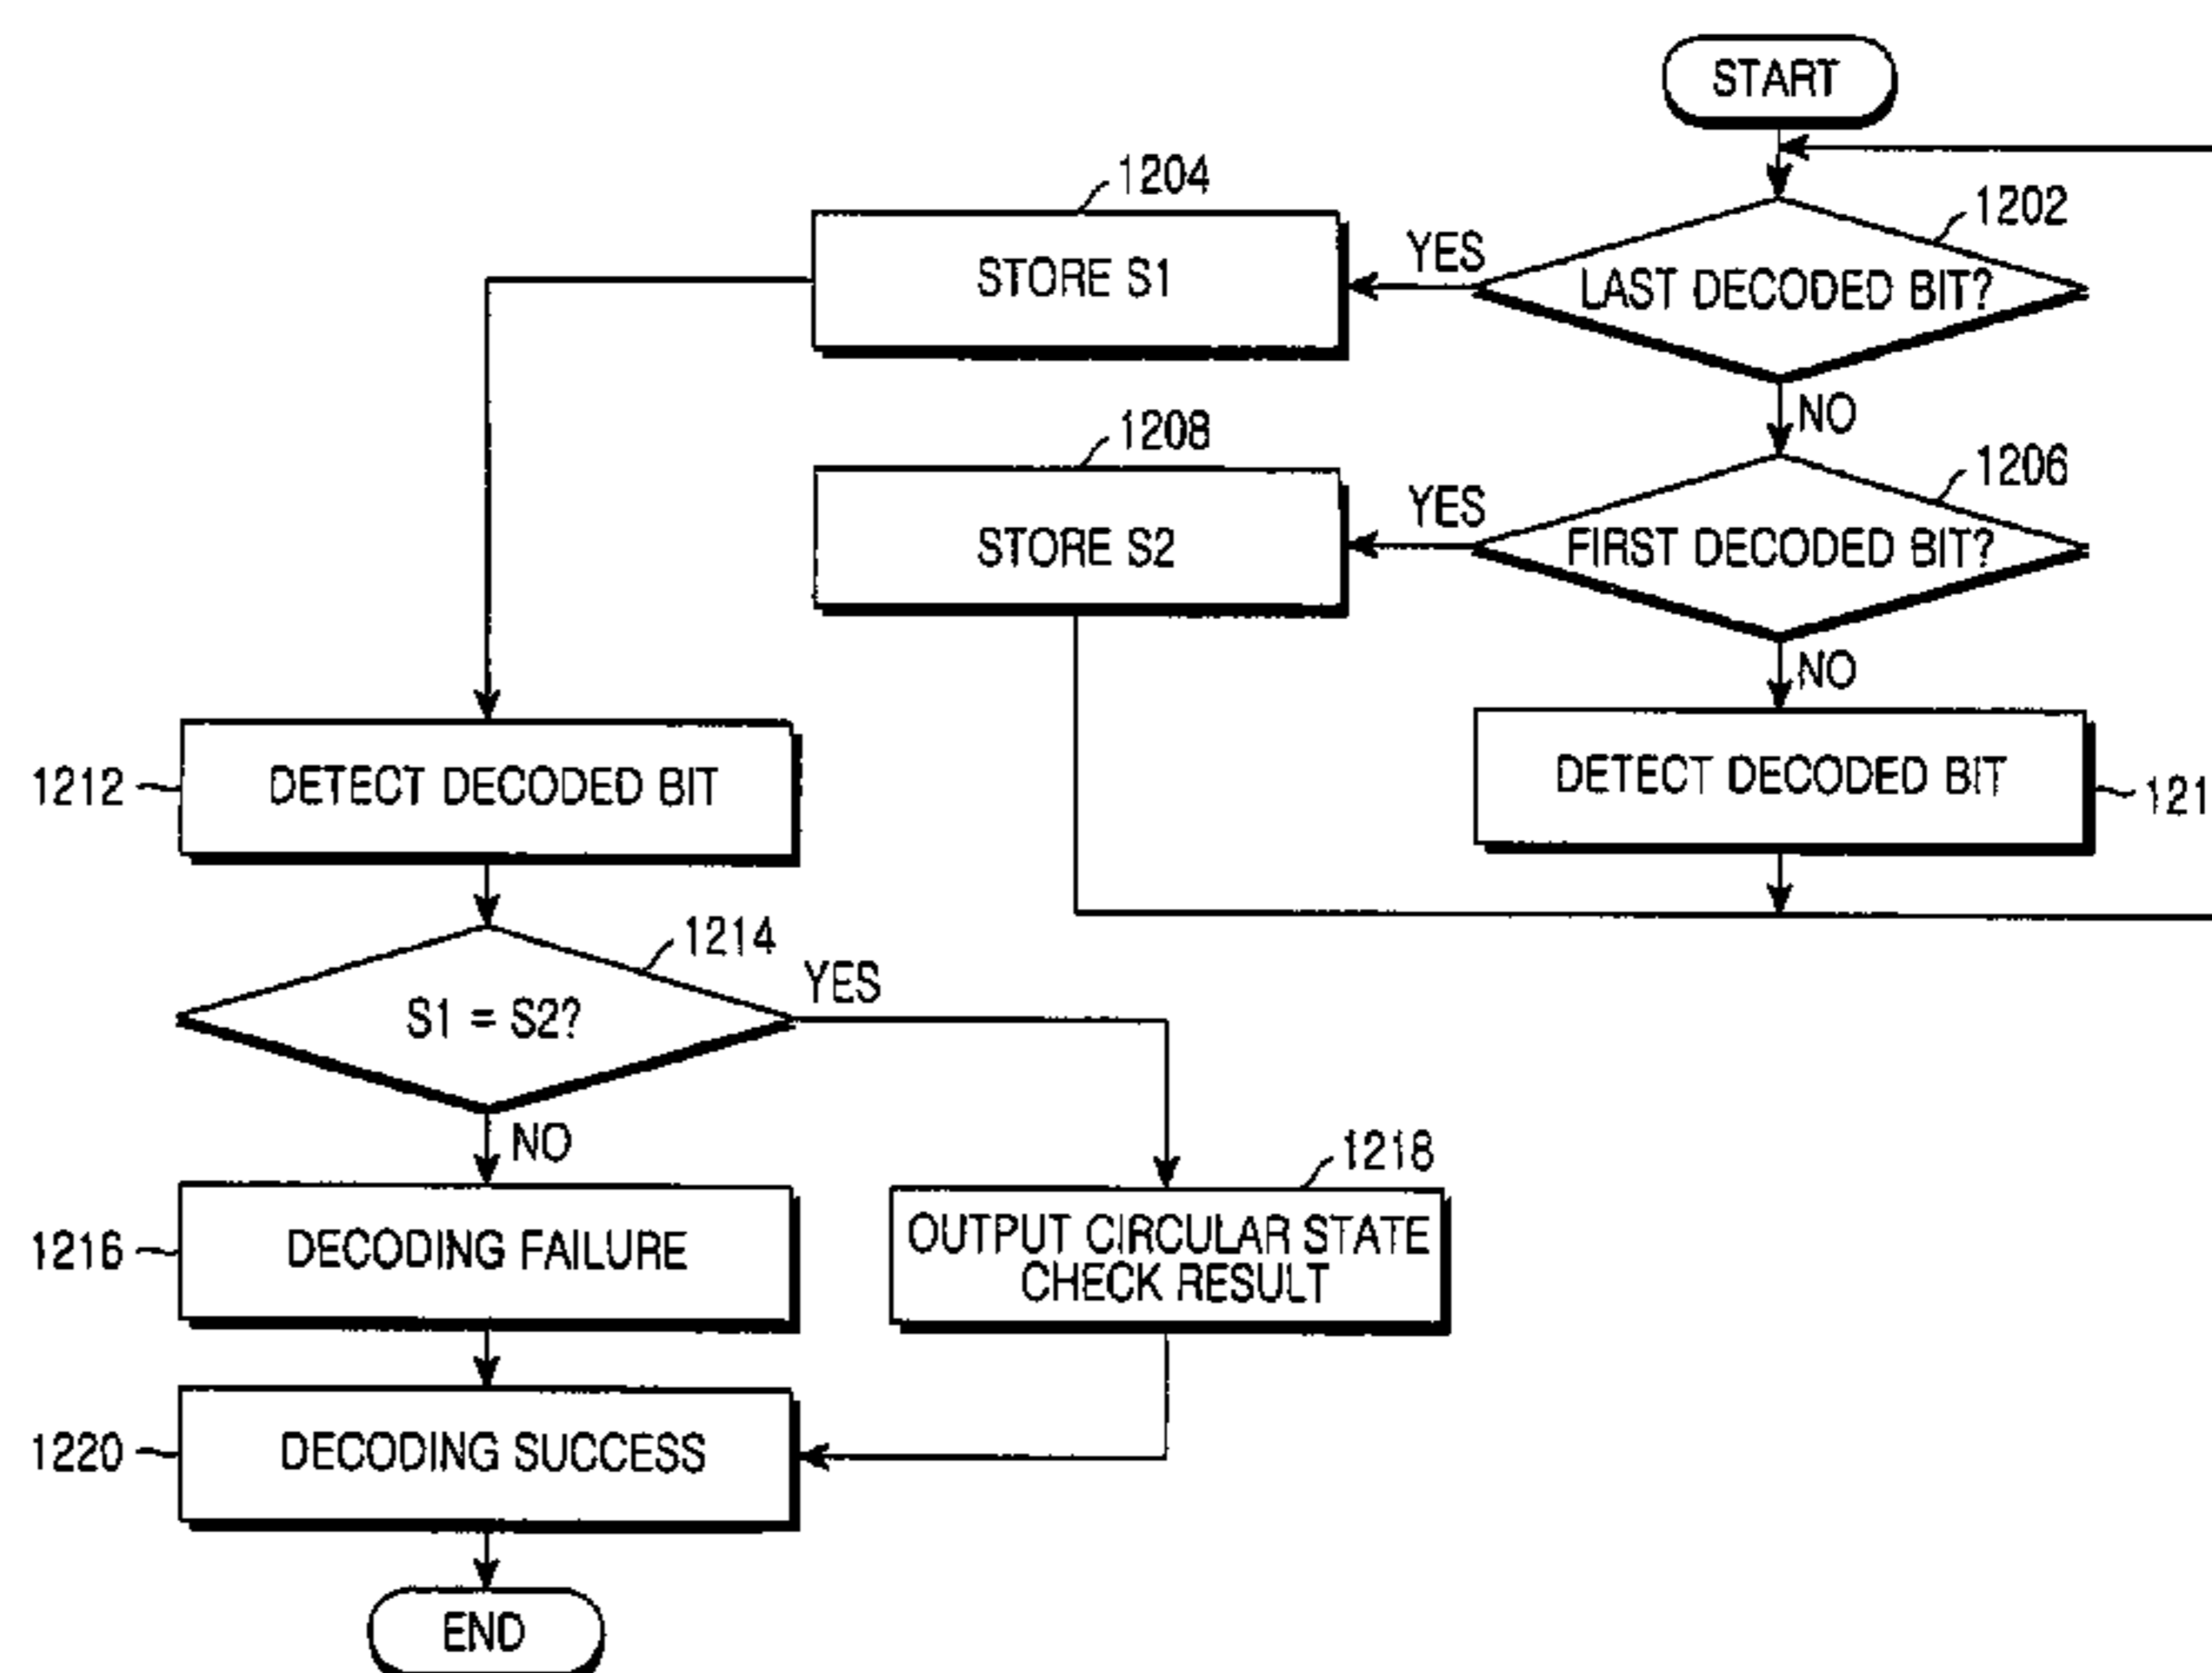 START
1204
1202
YES
STORE S1
LAST DECODED BIT?
NO
1208
1206
YES
STORE S2
FIRST DECODED BIT?
NO
1212
DETECT DECODED BIT
DETECT DECODED BIT
121
1214
YES
S1 = S2?
NO
1218
1216
DECODING FAILURE
OUTPUT CIRCULAR STATE
CHECK RESULT
1220
DECODING SUCCESS
END